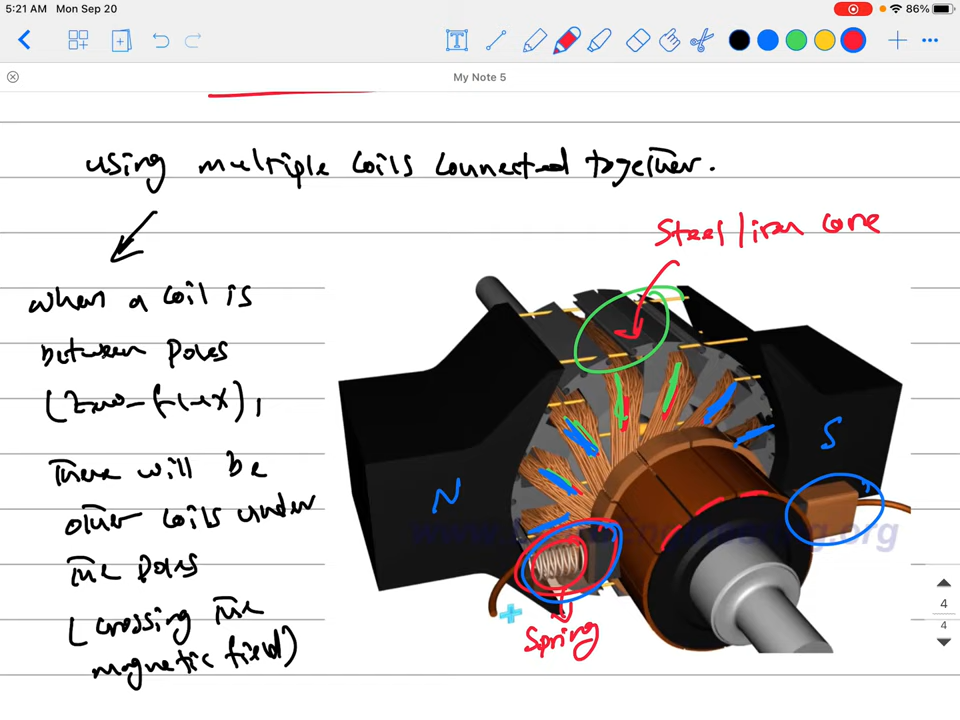 5:21 AM Mon Sep 20
86%
My Note 5
using multiple coils connected together.
Steel/iron core
when a coil is
between poles
(Zero-flux),
There will be
other coils under
The poles
(crossing The
magnetic field)
N
S
.org
Spring
4
4